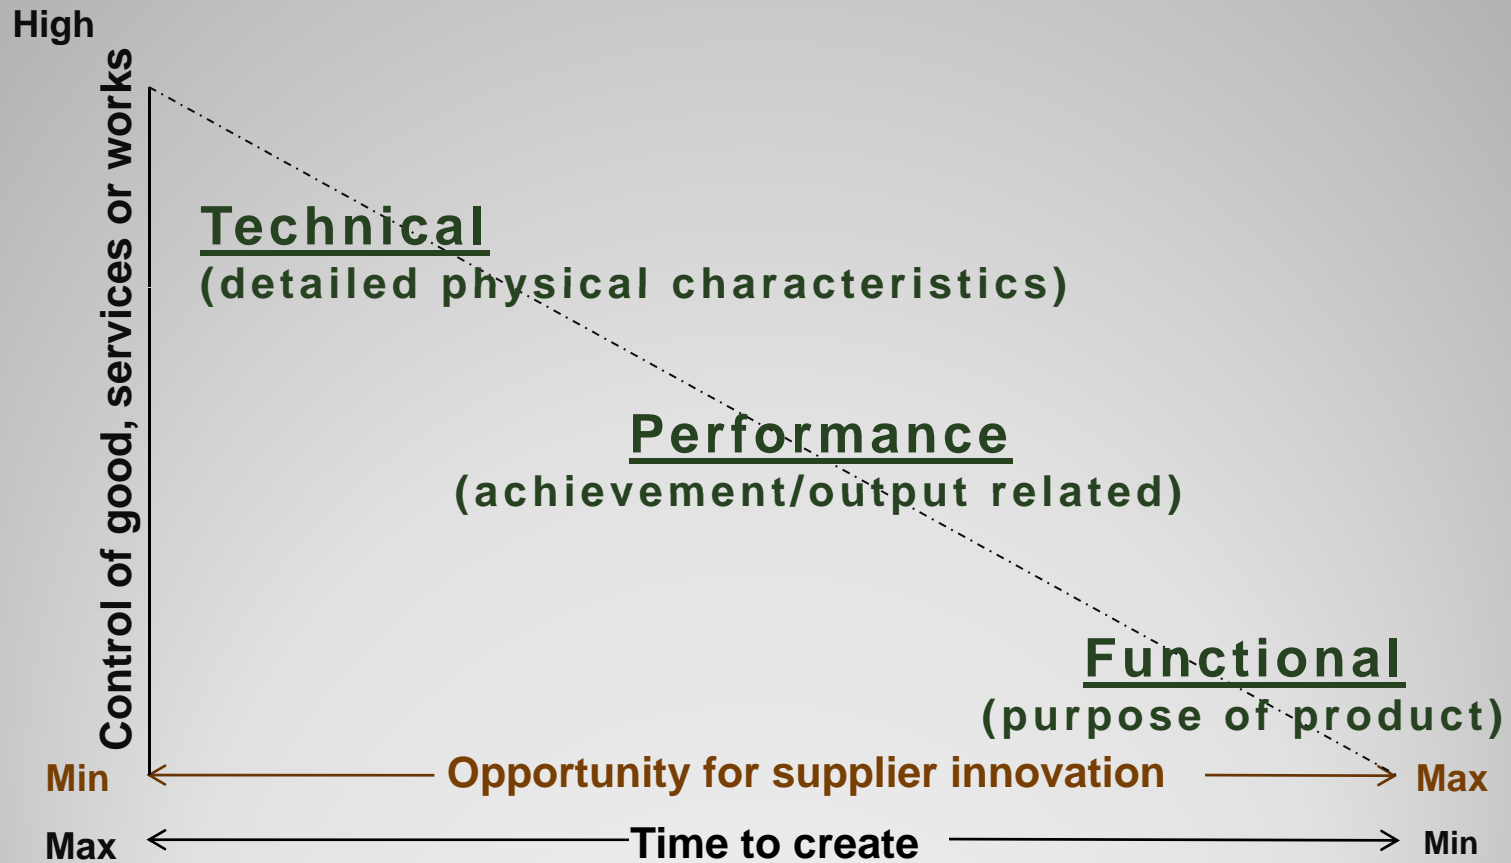 High
Control of good, services or works
Technical
(detailed physical characteristics)
Performance
(achievement/output related)
Functional
(purpose of product)
Min Opportunity for supplier innovation Max
Max Time to create Min